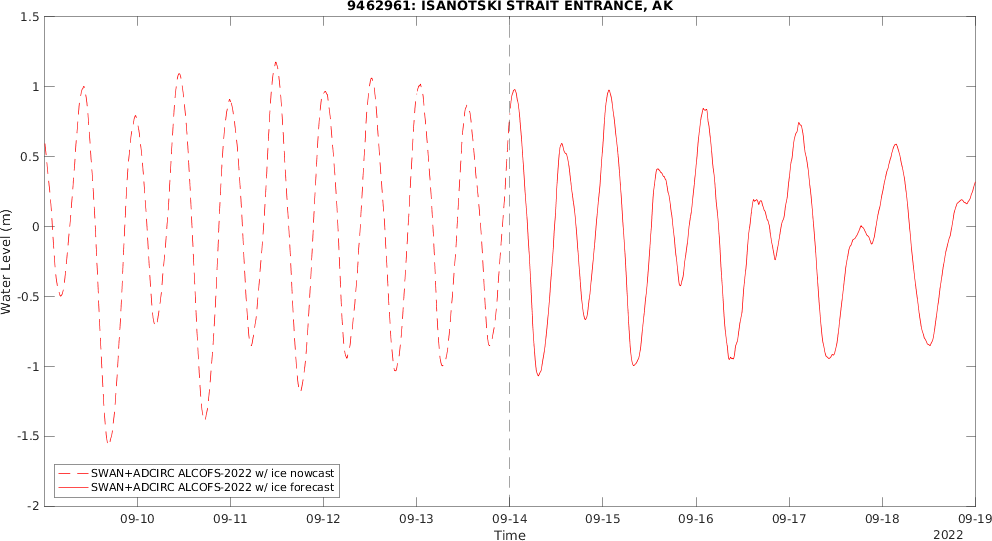 9462961: ISANOTSKI STRAIT ENTRANCE, AK
1.5
1
0.5
0
-0.5
-1
-1.5
-2
Water Level (m)
SWAN+ADCIRC ALCOFS-2022 w/ ice nowcast
SWAN+ADCIRC ALCOFS-2022 w/ ice forecast
09-10 09-11 09-12 09-13 09-14 09-15 09-16 09-17 09-18 09-19
Time
2022